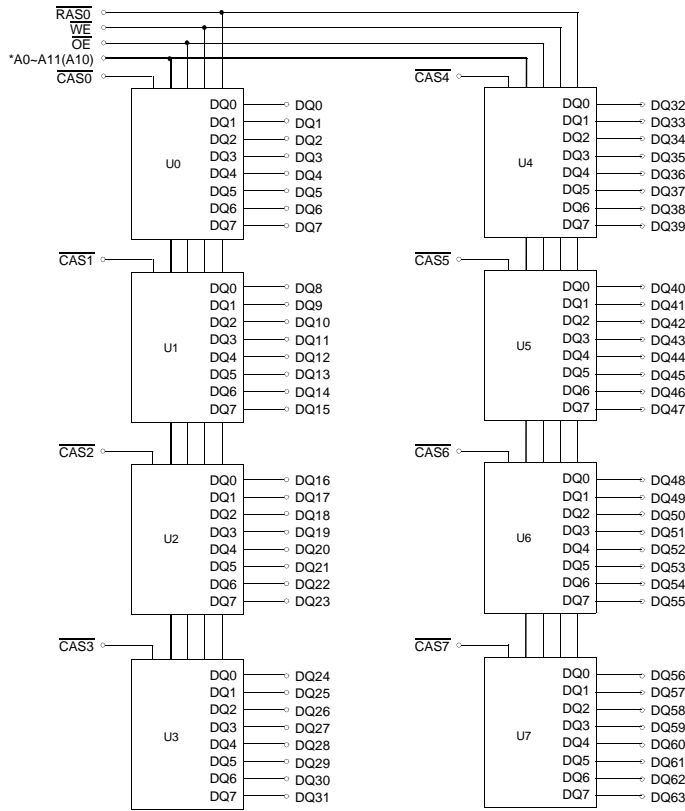 RAS0
WE
OE
*A0~A11(A10)
CAS0
U0
DQ0 DQ0
DQ1 DQ1
DQ2 DQ2
DQ3 DQ3
DQ4 DQ4
DQ5 DQ5
DQ6 DQ6
DQ7 DQ7
CAS1
U1
DQ0 DQ8
DQ1 DQ9
DQ2 DQ10
DQ3 DQ11
DQ4 DQ12
DQ5 DQ13
DQ6 DQ14
DQ7 DQ15
CAS2
U2
DQ0 DQ16
DQ1 DQ17
DQ2 DQ18
DQ3 DQ19
DQ4 DQ20
DQ5 DQ21
DQ6 DQ22
DQ7 DQ23
CAS3
U3
DQ0 DQ24
DQ1 DQ25
DQ2 DQ26
DQ3 DQ27
DQ4 DQ28
DQ5 DQ29
DQ6 DQ30
DQ7 DQ31
CAS4
U4
DQ0 DQ32
DQ1 DQ33
DQ2 DQ34
DQ3 DQ35
DQ4 DQ36
DQ5 DQ37
DQ6 DQ38
DQ7 DQ39
CAS5
U5
DQ0 DQ40
DQ1 DQ41
DQ2 DQ42
DQ3 DQ43
DQ4 DQ44
DQ5 DQ45
DQ6 DQ46
DQ7 DQ47
CAS6
U6
DQ0 DQ48
DQ1 DQ49
DQ2 DQ50
DQ3 DQ51
DQ4 DQ52
DQ5 DQ53
DQ6 DQ54
DQ7 DQ55
CAS7
U7
DQ0 DQ56
DQ1 DQ57
DQ2 DQ58
DQ3 DQ59
DQ4 DQ60
DQ5 DQ61
DQ6 DQ62
DQ7 DQ63